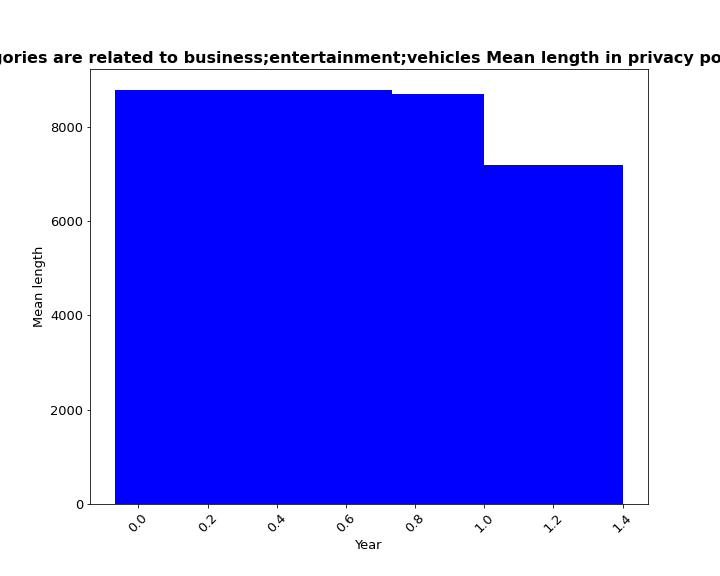 gories are related to business;entertainment;vehicles Mean length in privacy po
8000
6000
4000
2000
0
Mean length
0.0 0.2 0.4 0.6 0.8 1.0 1.2 1.4
Year